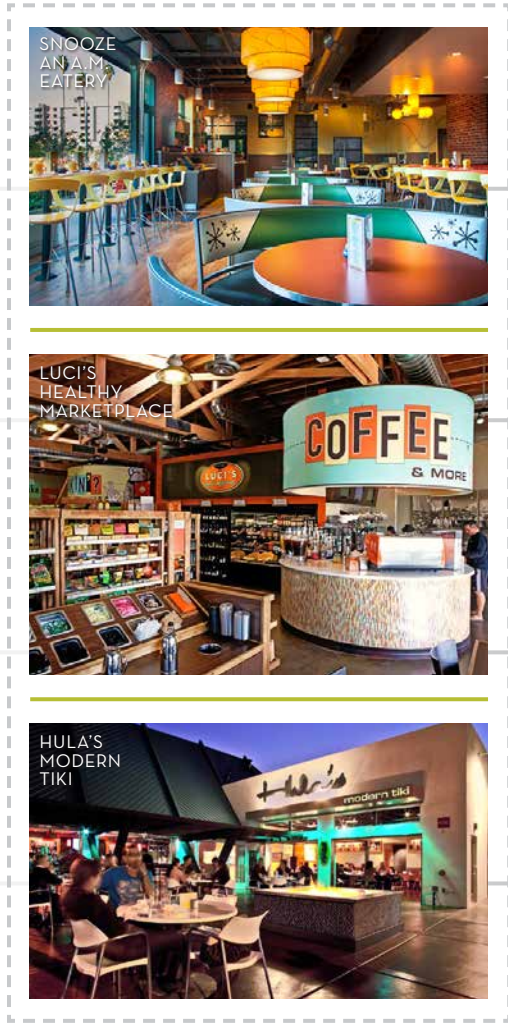 SNOOZE
AN A.M.
EATERY
LUCI'S
HEALTHY
MARKETPLACE
LUCI'S
COFFEE
& MORE
HULA'S
MODERN
TIKI
Hula's
modern tiki